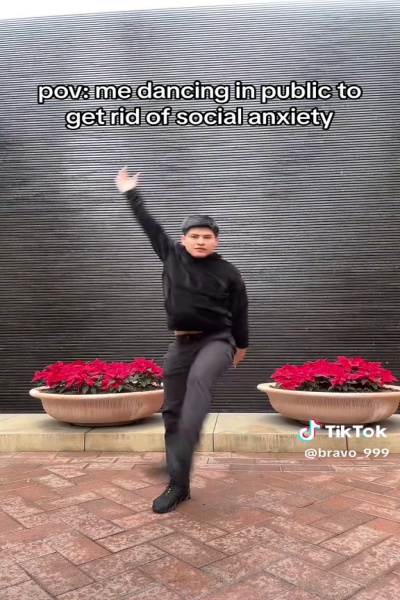 pov: me dancing in public to
get rid of social anxiety
TikTok
@bravo_999